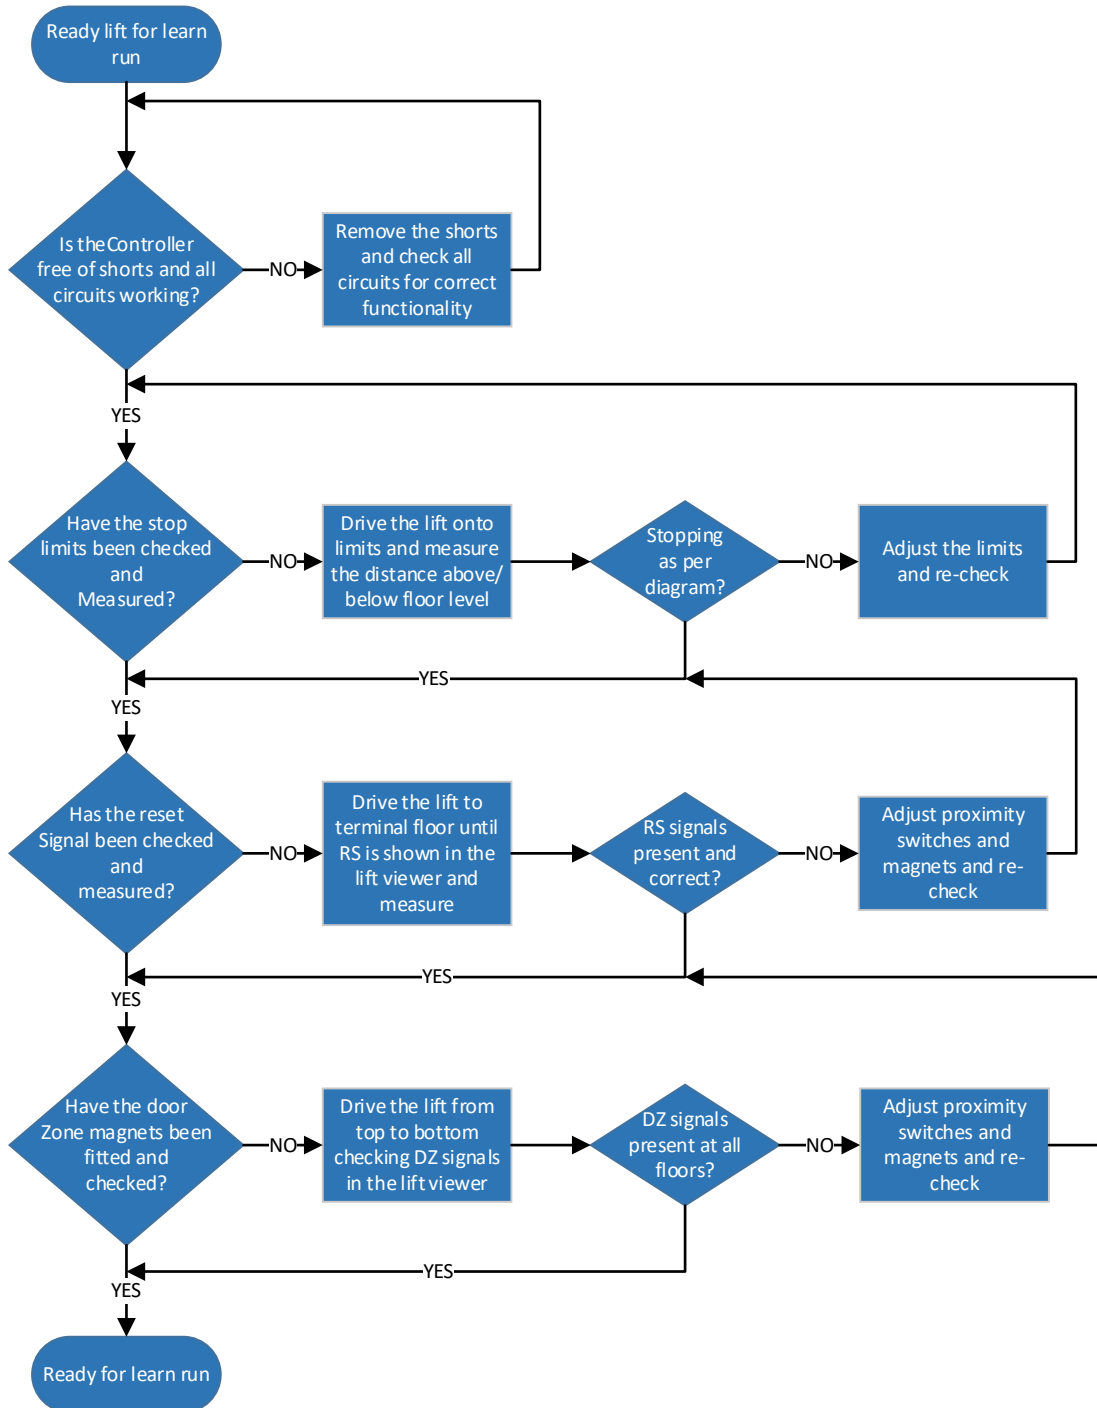 Ready lift for learn
run
Is theController
free of shorts and all
circuits working?
NO
Remove the shorts
and check all
circuits for correct
functionality
YES
Have the stop
limits been checked
and
Measured?
NO
Drive the lift onto
limits and measure
the distance above/
below floor level
Stopping
as per
diagram?
NO
Adjust the limits
and re-check
YES
YES
Has the reset
Signal been checked
and
measured?
NO
Drive the lift to
terminal floor until
RS is shown in the
lift viewer and
measure
RS signals
present and
correct?
NO
Adjust proximity
switches and
magnets and re-
check
YES
YES
Have the door
Zone magnets been
fitted and
checked?
NO
Drive the lift from
top to bottom
checking DZ signals
in the lift viewer
DZ signals
present at all
floors?
NO
Adjust proximity
switches and
magnets and re-
check
YES
YES
Ready for learn run